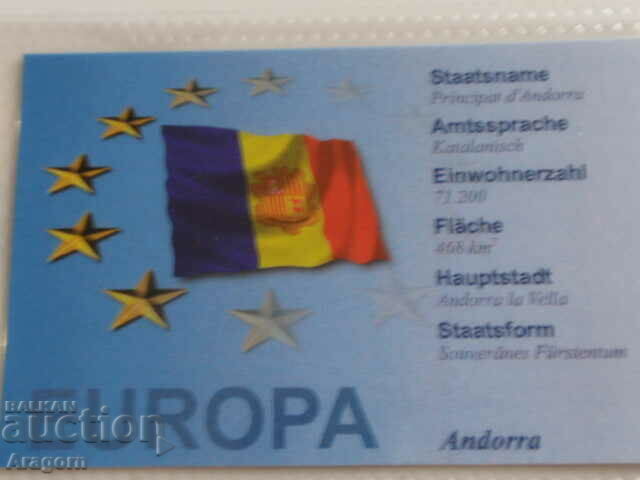 Staatsname
Principat d'Andorra
Amtssprache
Katalanisch
Einwohnerzahl
71.200
Fläche
468 km²
Hauptstadt
Andorra la Vella
Staatsform
Souveränes Fürstentum
EUROPA
Andorra
BALKAN
auction
Aragorn